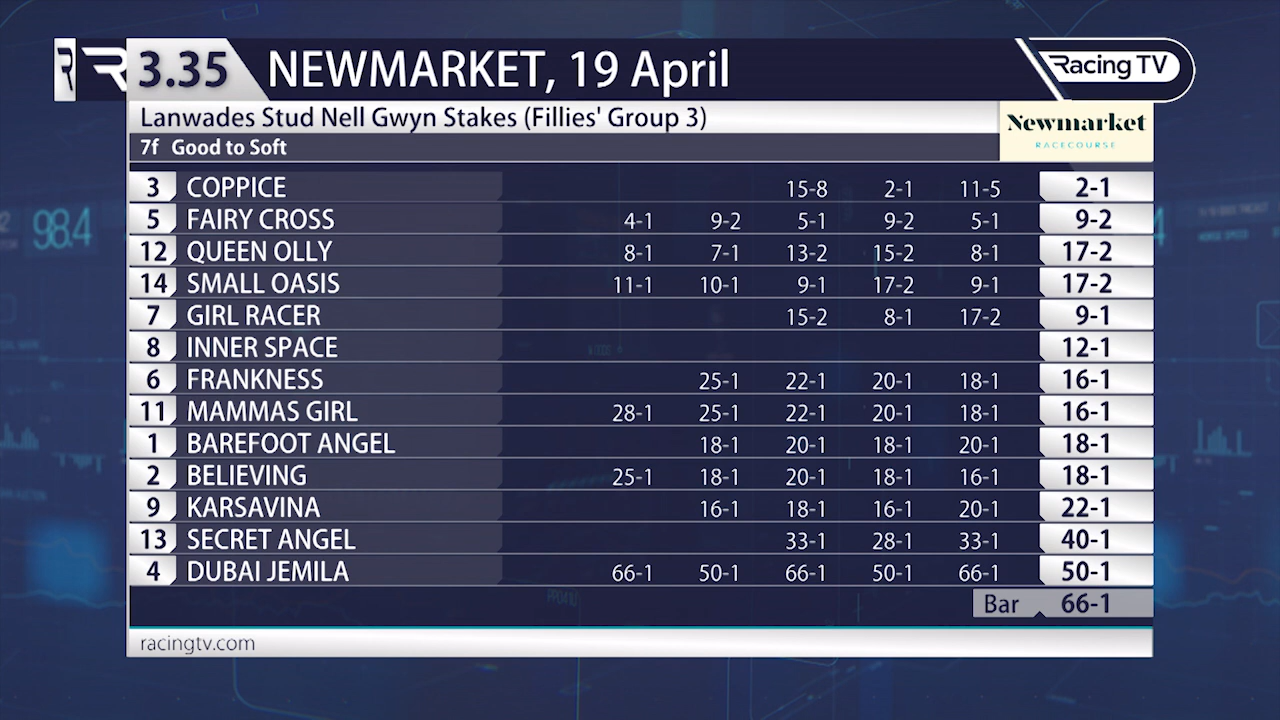 3.35 NEWMARKET, 19 April Racing TV
Lanwades Stud Nell Gwyn Stakes (Fillies' Group 3)
Newmarket
RACECOURSE
7f Good to Soft
3 COPPICE 15-8 2-1 11-5 2-1
5 FAIRY CROSS 4-1 9-2 5-1 9-2 5-1 9-2
12 QUEEN OLLY 8-1 7-1 13-2 15-2 8-1 17-2
14 SMALL OASIS 11-1 10-1 9-1 17-2 9-1 17-2
7 GIRL RACER 15-2 8-1 17-2 9-1
8 INNER SPACE 12-1
6 FRANKNESS 25-1 22-1 20-1 18-1 16-1
11 MAMMAS GIRL 28-1 25-1 22-1 20-1 18-1 16-1
1 BAREFOOT ANGEL 18-1 20-1 18-1 20-1 18-1
2 BELIEVING 25-1 18-1 20-1 18-1 16-1 18-1
9 KARSAVINA 16-1 18-1 16-1 20-1 22-1
13 SECRET ANGEL 33-1 28-1 33-1 40-1
4 DUBAI JEMILA 66-1 50-1 66-1 50-1 66-1 50-1
Bar 66-1
racingtv.com
98.4